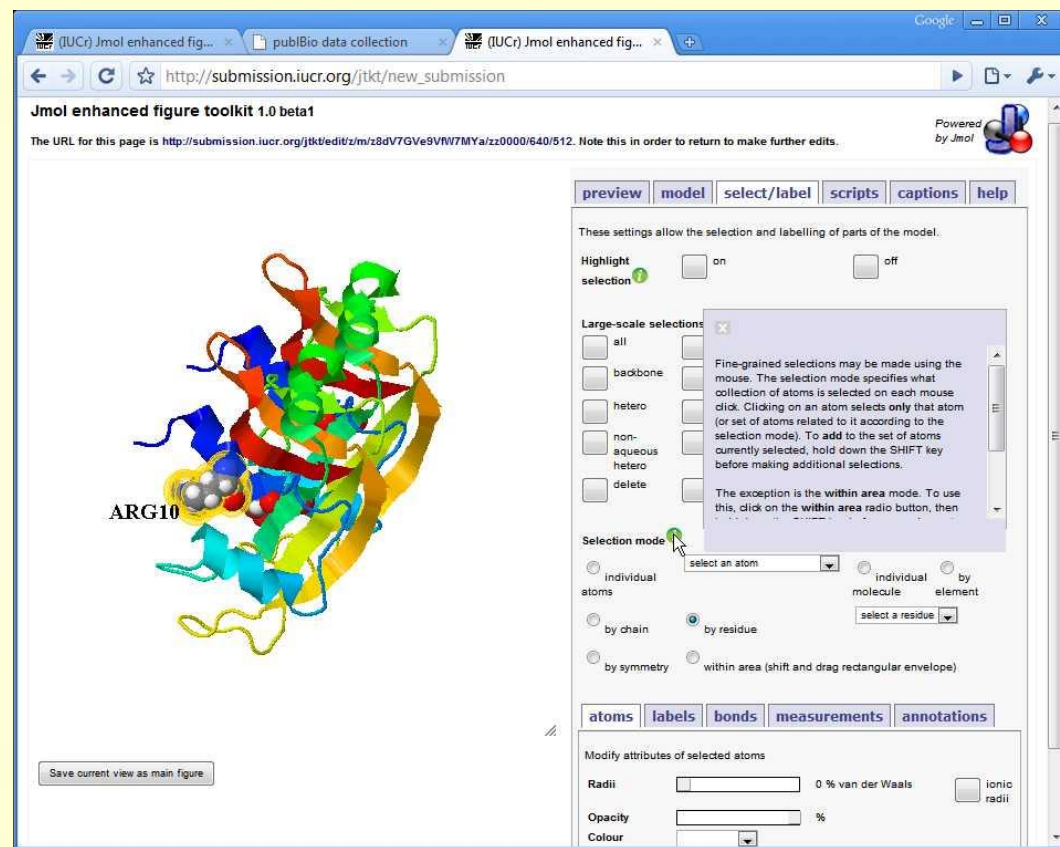 Google
(IUCr) Jmol enhanced fig...
publBio data collection
(IUCr) Jmol enhanced fig...
http://submission.iucr.org/jtkt/new_submission
Jmol enhanced figure toolkit 1.0 beta1
Powered
by Jmol
The URL for this page is http://submission.iucr.org/jtkt/edit/z/m/z8dV7GVe9VfW7MYa/zz0000/640/512. Note this in order to return to make further edits.
preview model select/label scripts captions help
These settings allow the selection and labelling of parts of the model.
Highlight
selection
on
off
Large-scale selections
all
backbone
hetero
non-
aqueous
hetero
delete
Fine-grained selections may be made using the
mouse. The selection mode specifies what
collection of atoms is selected on each mouse
click. Clicking on an atom selects only that atom
(or set of atoms related to it according to the
selection mode). To add to the set of atoms
currently selected, hold down the SHIFT key
before making additional selections.
The exception is the within area mode. To use
this, click on the within area radio button, then
ARG10
Selection mode
individual
atoms
select an atom
individual
molecule
by
element
by chain
by residue
select a residue
by symmetry
within area (shift and drag rectangular envelope)
atoms labels bonds measurements annotations
Modify attributes of selected atoms
Radii
0 % van der Waals
ionic
radii
Opacity
%
Colour
Save current view as main figure